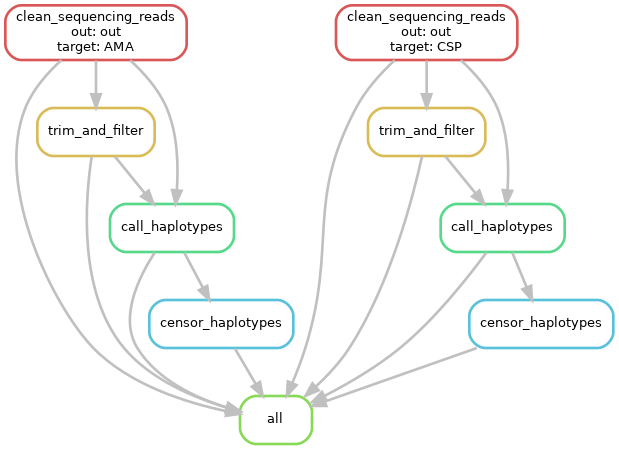 clean_sequencing_reads
out: out
target: AMA
clean_sequencing_reads
out: out
target: CSP
trim_and_filter
trim_and_filter
call_haplotypes
call_haplotypes
censor_haplotypes
censor_haplotypes
all